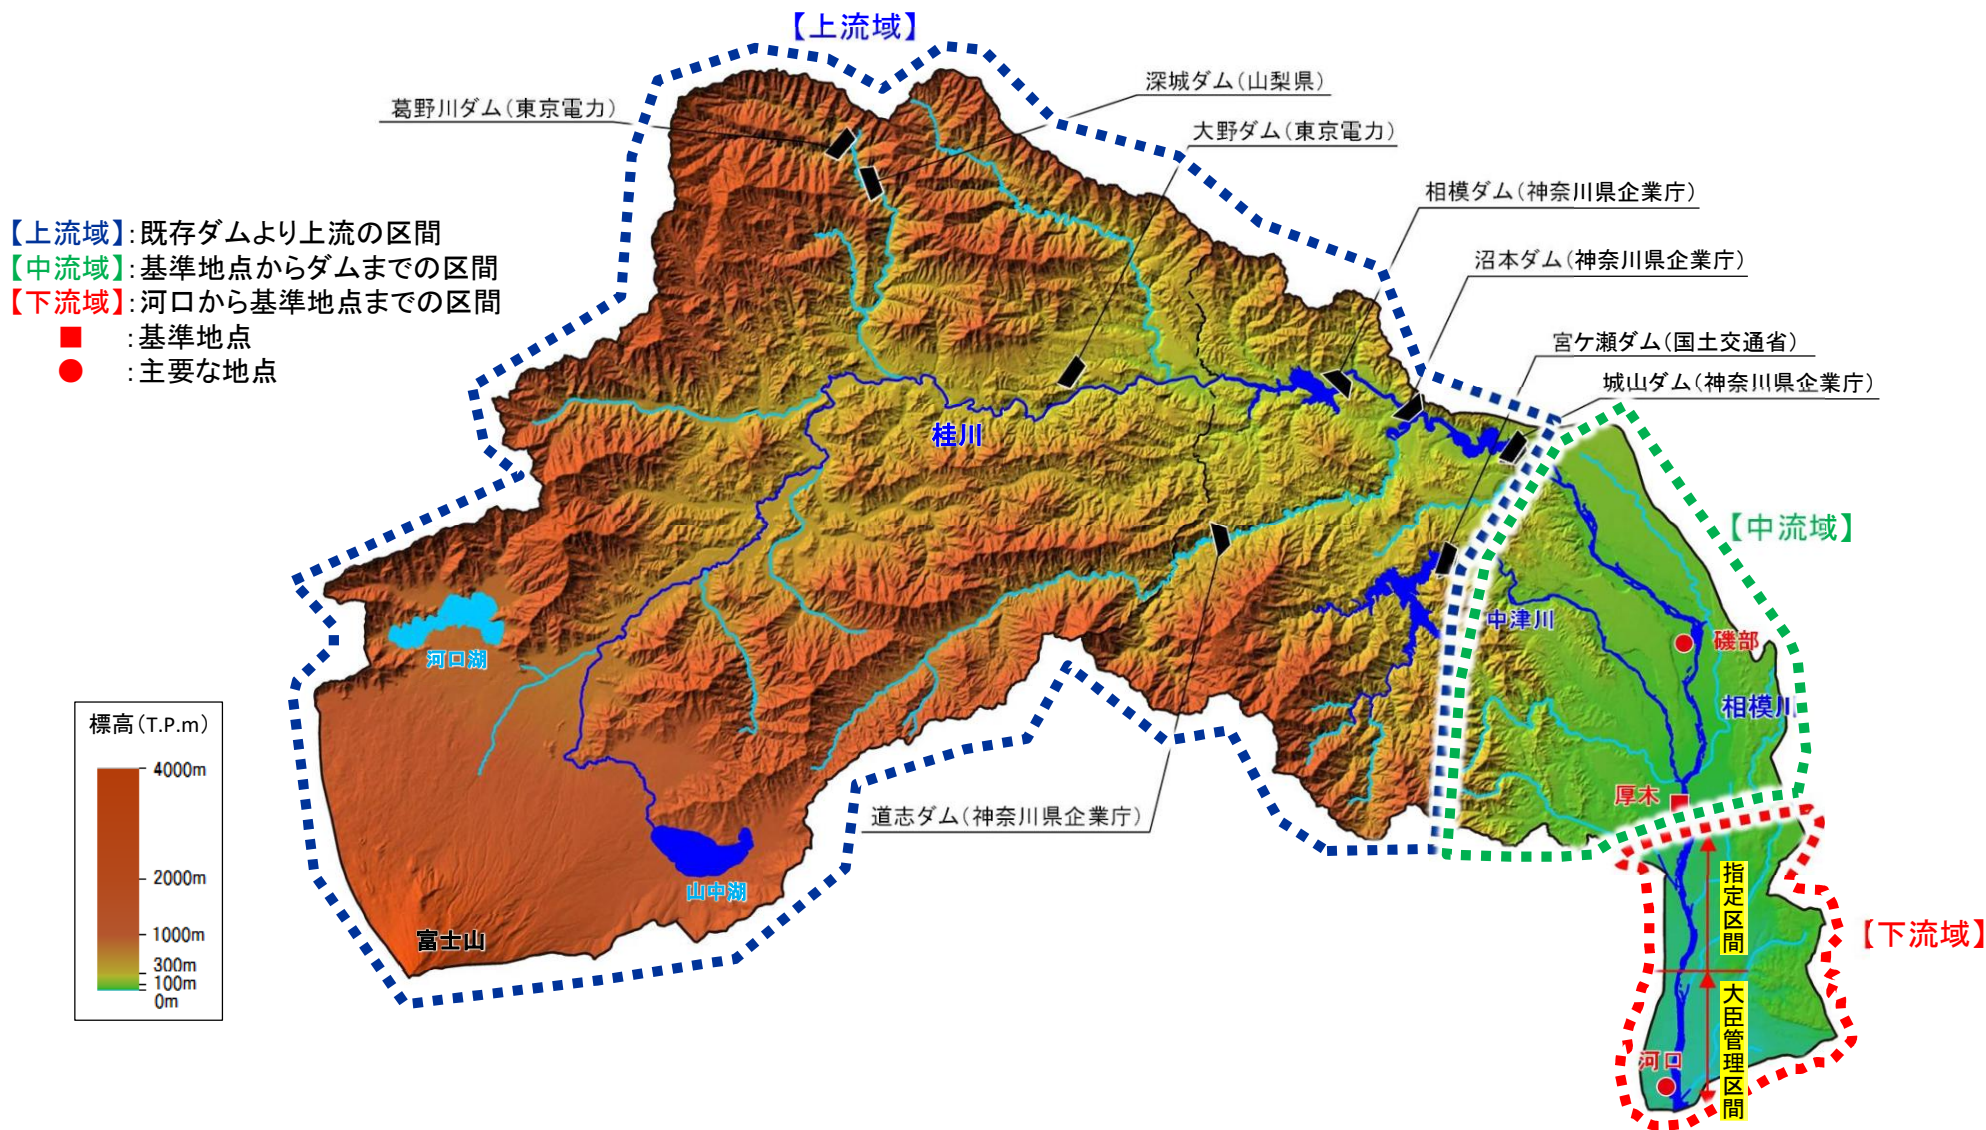 【上流域】
深城ダム(山梨県)
葛野川ダム(東京電力)
大野ダム(東京電力)
相模ダム(神奈川県企業庁)
沼本ダム(神奈川県企業庁)
宮ケ瀬ダム(国土交通省)
城山ダム(神奈川県企業庁)
【上流域】:既存ダムより上流の区間
【中流域】:基準地点からダムまでの区間
【下流域】:河口から基準地点までの区間
:基準地点
:主要な地点
桂川
【中流域】
中津川
磯部
河口湖
相模川
標高(T.P.m)
4000m
2000m
1000m
300m
100m
0m
厚木
道志ダム(神奈川県企業庁)
山中湖
富士山
指定区間
【下流域】
大臣管理区間
河口